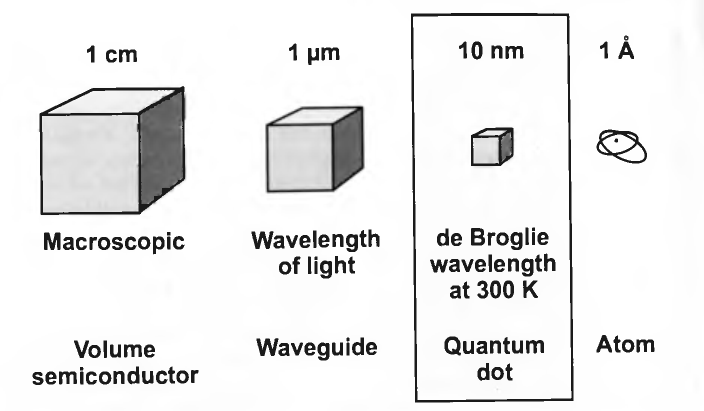 1 cm
1 µm
10 nm
1 Å
Macroscopic
Wavelength
of light
de Broglie
wavelength
at 300 K
Volume
semiconductor
Waveguide
Quantum
dot
Atom